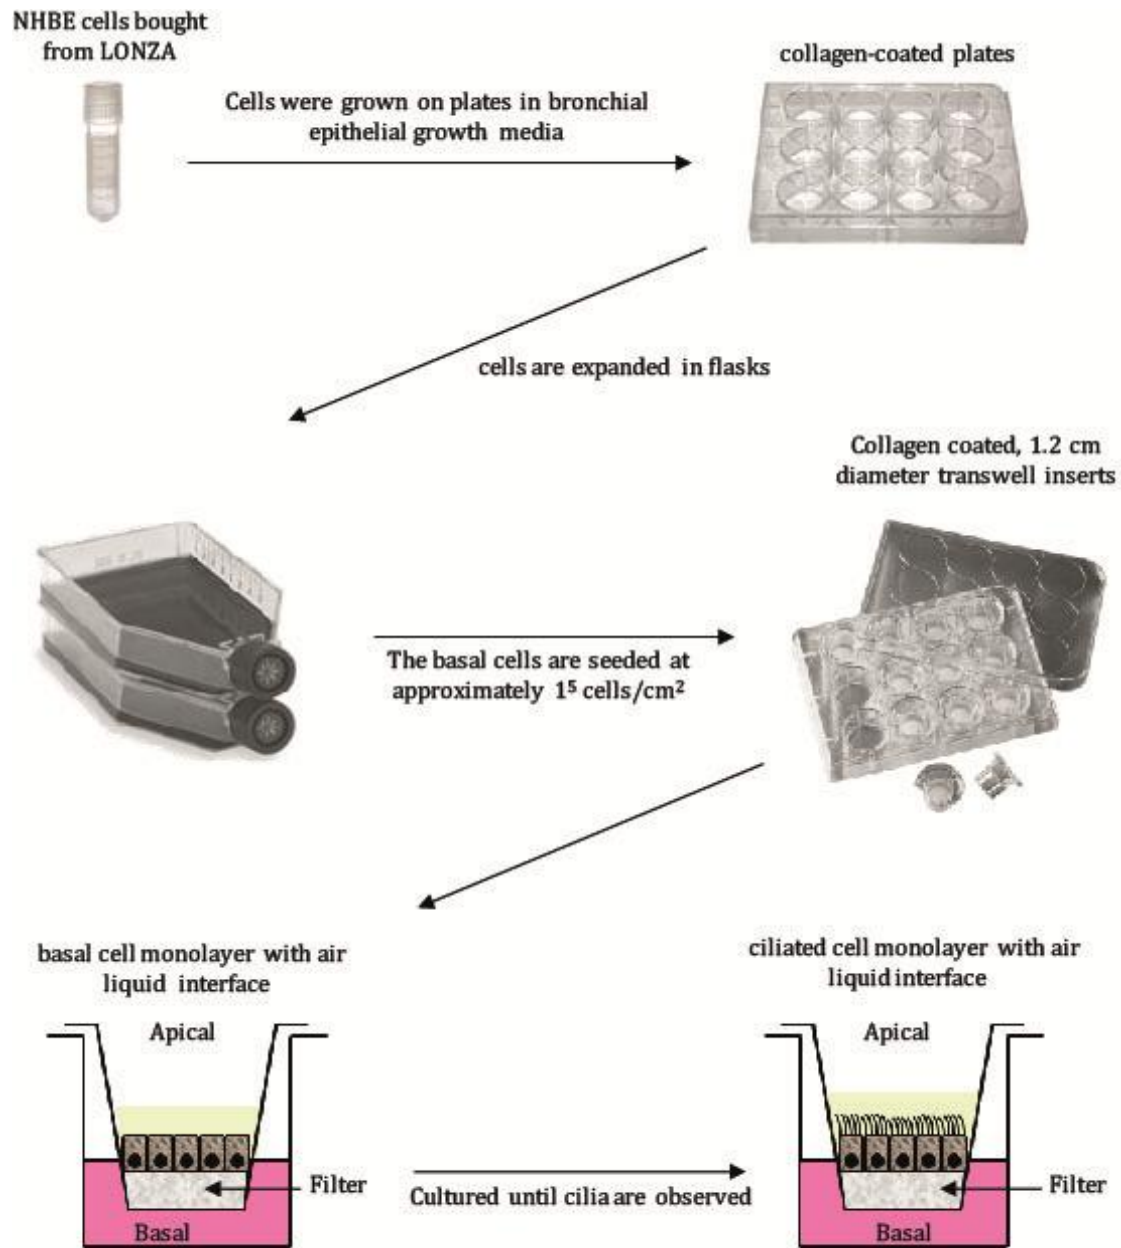 NHBE cells bought
from LONZA
Cells were grown on plates in bronchial
epithelial growth media
collagen-coated plates
cells are expanded in flasks
Collagen coated, 1.2 cm
diameter transwell inserts
The basal cells are seeded at
approximately 1⁵ cells/cm²
basal cell monolayer with air
liquid interface
Apical
Filter
Basal
Cultured until cilia are observed
ciliated cell monolayer with air
liquid interface
Apical
Filter
Basal